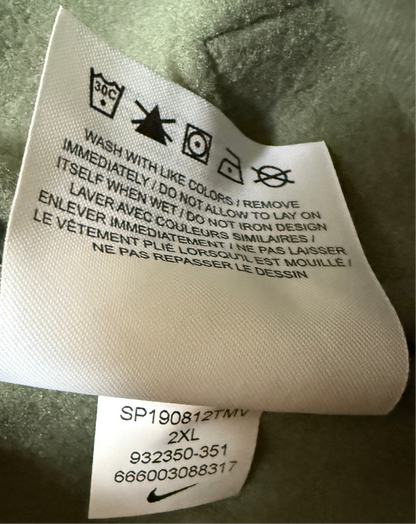 30C
WASH WITH LIKE COLORS / REMOVE
IMMEDIATELY / DO NOT ALLOW TO LAY ON
ITSELF WHEN WET / DO NOT IRON DESIGN
LAVER AVEC COULEURS SIMILAIRES /
ENLEVER IMMEDIATEMENT / NE PAS LAISSER
LE VÊTEMENT PLIÉ LORSQU'IL EST MOUILLÉ /
NE PAS REPASSER LE DESSIN
SP190812TMV
2XL
932350-351
666003088317